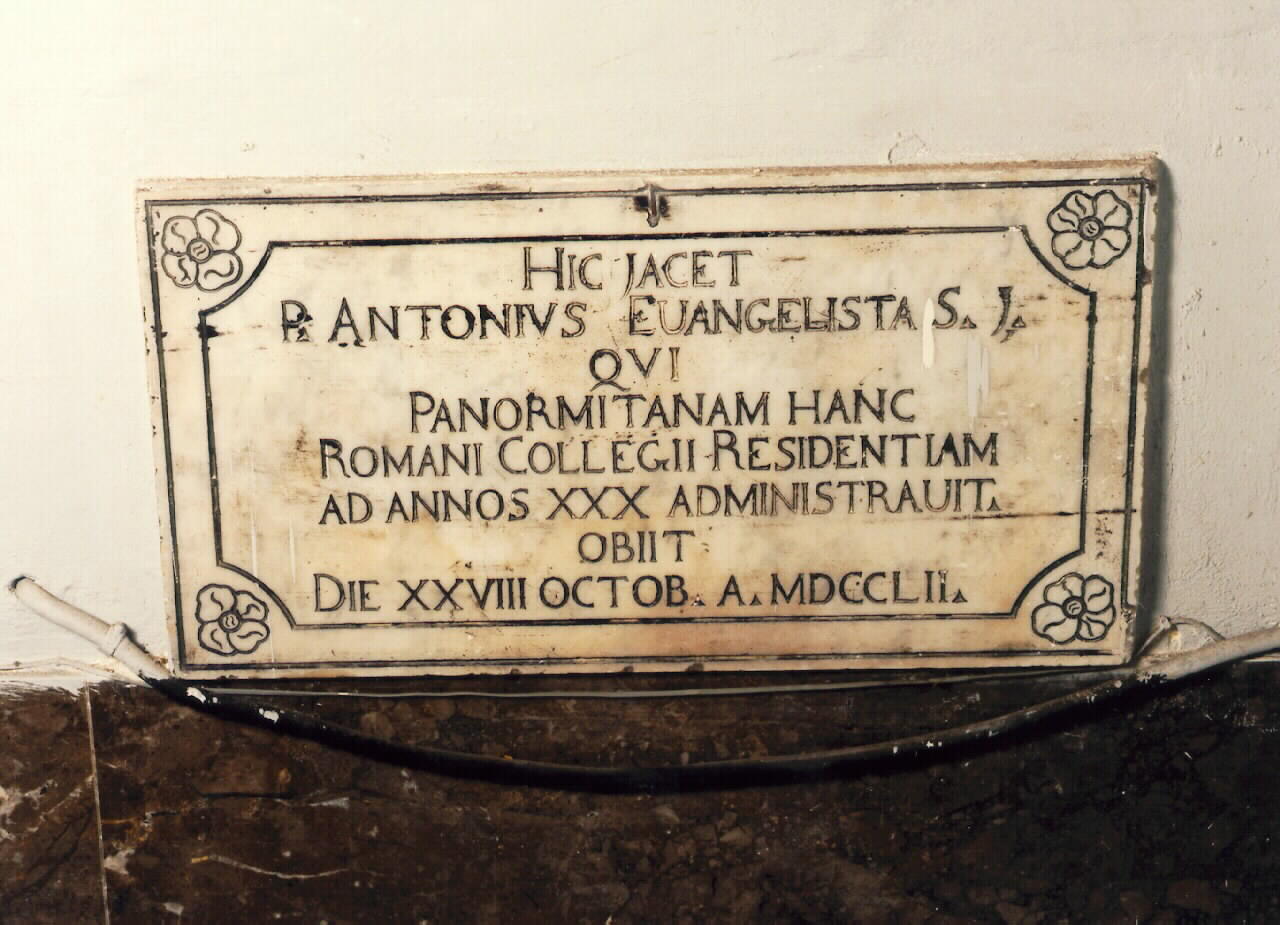 HIC JACET
P. ANTONIVS EUANGELISTA S. J.
QVI
PANORMITANAM HANC
ROMANI COLLEGII RESIDENTIAM
AD ANNOS XXX ADMINISTRAUIT.
OBIIT
DIE XXVIII OCTOB. A. MDCCLII.